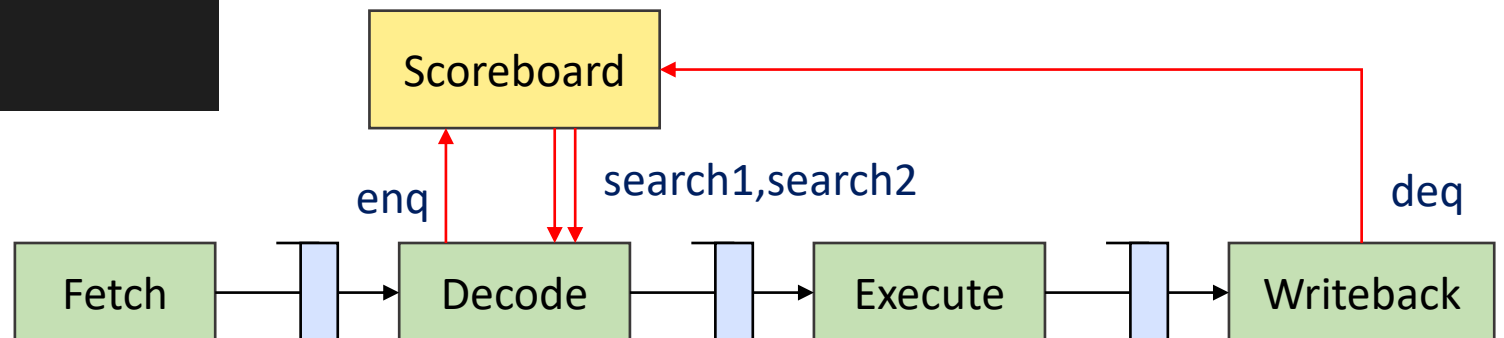 Scoreboard
enq
search1,search2
deq
Fetch
Decode
Execute
Writeback